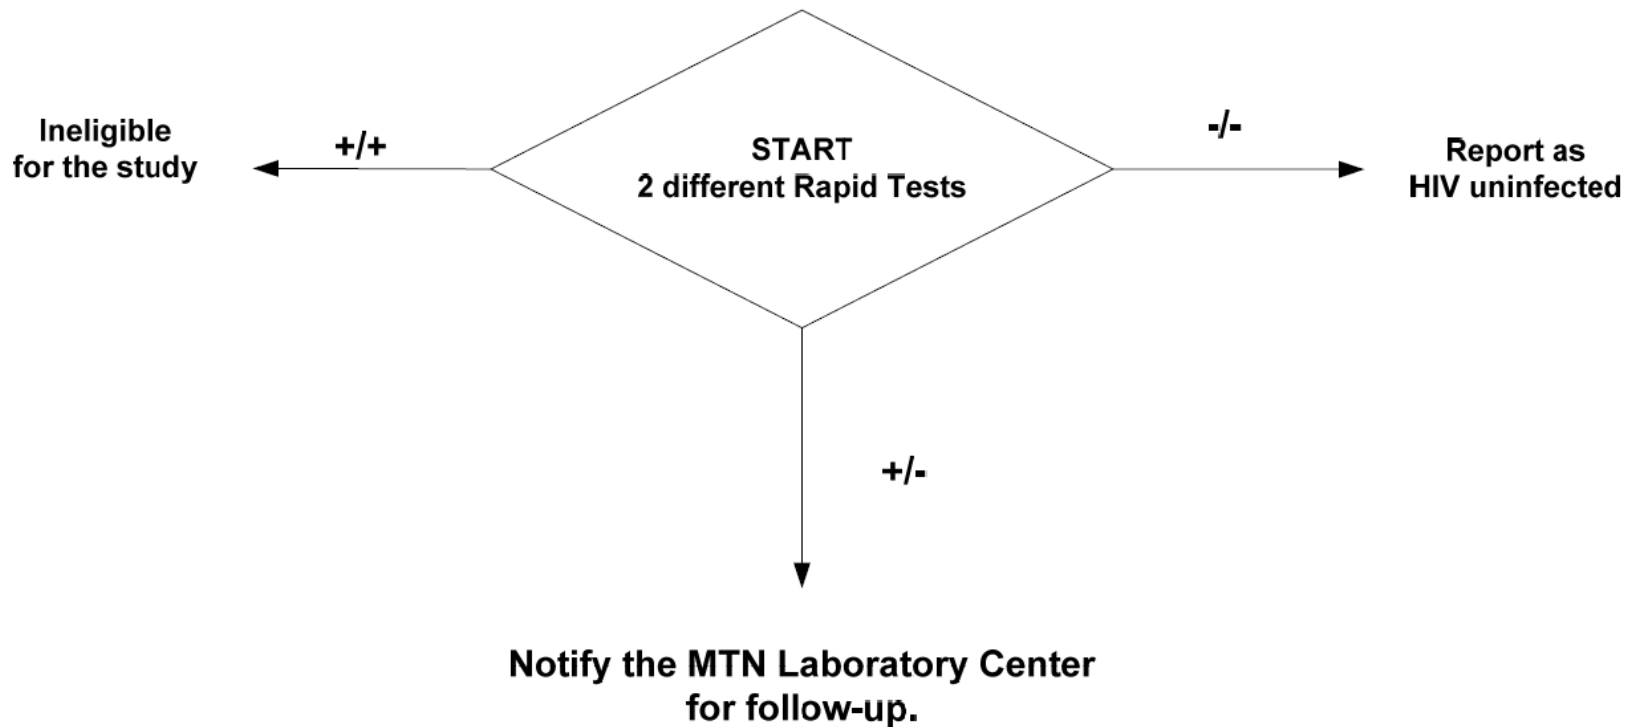 Ineligible
for the study
+/+
START
2 different Rapid Tests
-/-
Report as
HIV uninfected
+/-
Notify the MTN Laboratory Center
for follow-up.